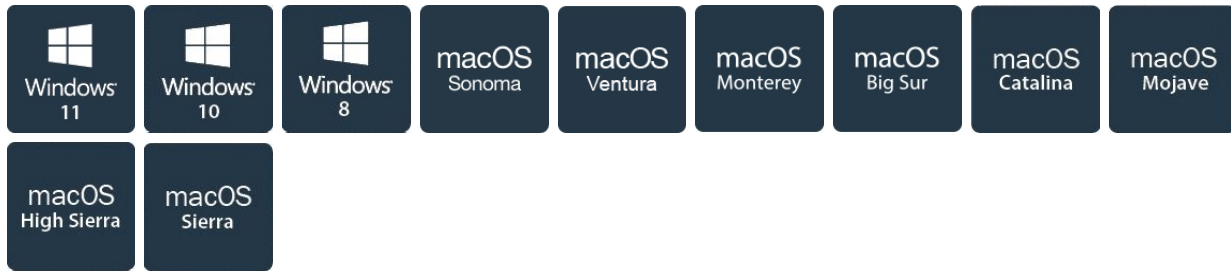 Windows
11
Windows
10
Windows
8
macOS
Sonoma
macOS
Ventura
macOS
Monterey
macOS
Big Sur
macOS
Catalina
macOS
Mojave
macOS
High Sierra
macOS
Sierra